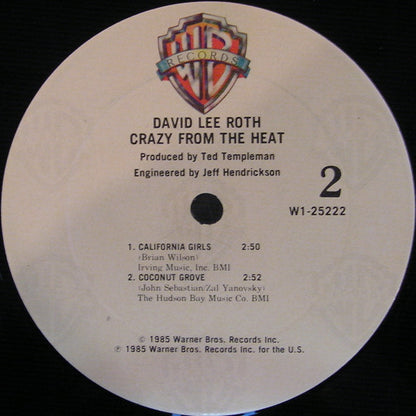 WB
RECORDS
DAVID LEE ROTH
CRAZY FROM THE HEAT
Produced by Ted Templeman
Engineered by Jeff Hendrickson
2
W1-25222
1. CALIFORNIA GIRLS 2:50
(Brian Wilson)
Irving Music, Inc. BMI
2. COCONUT GROVE 2:52
(John Sebastian/Zal Yanovsky)
The Hudson Bay Music Co. BMI
© 1985 Warner Bros. Records Inc.
℗ 1985 Warner Bros. Records Inc. for the U.S.